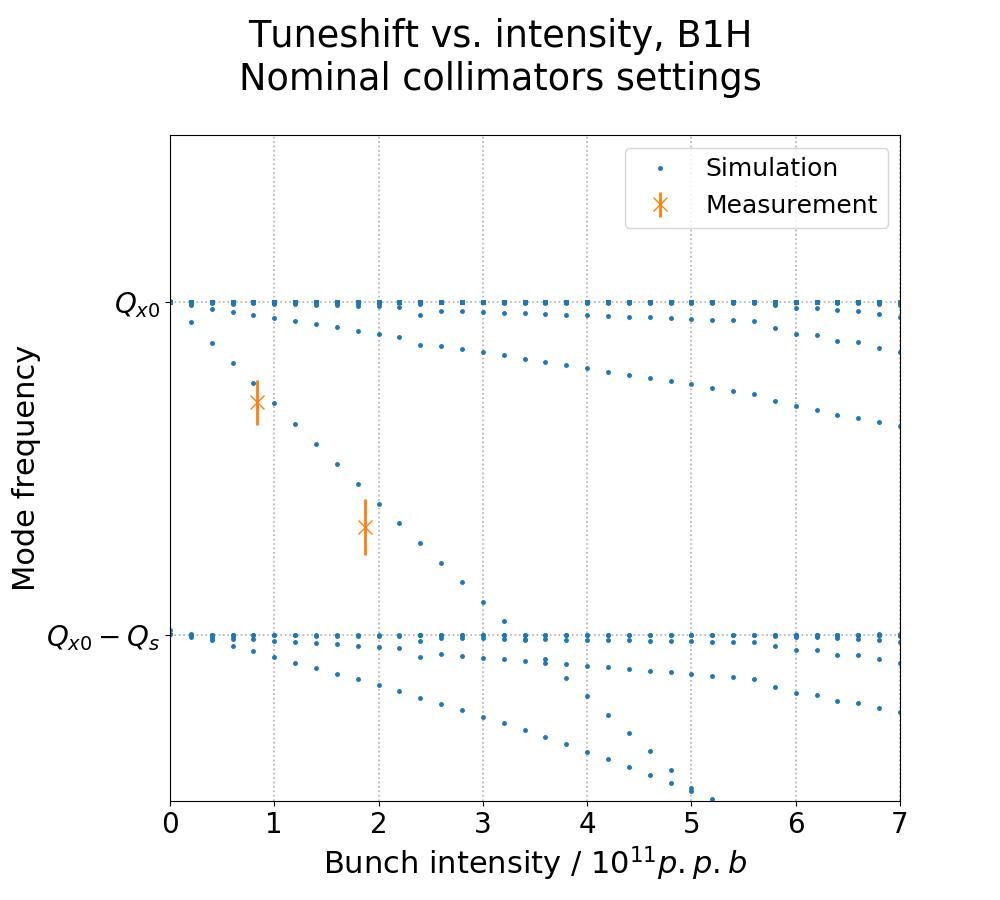 Tuneshift vs. intensity, B1H
Nominal collimators settings
Simulation
Measurement
Mode frequency
Q_{x0}
Q_{x0} − Q_s
0 1 2 3 4 5 6 7
Bunch intensity / 10^{11} p. p. b